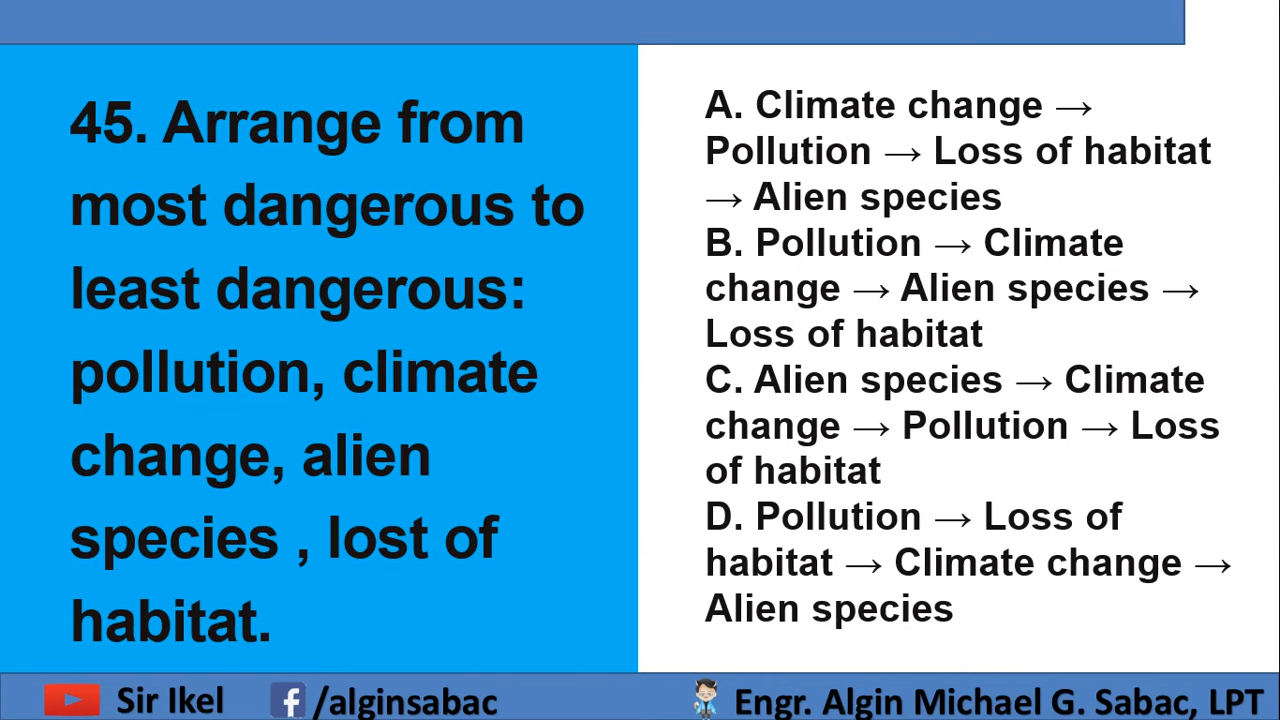 45. Arrange from
most dangerous to
least dangerous:
pollution, climate
change, alien
species , lost of
habitat.
A. Climate change →
Pollution → Loss of habitat
→ Alien species
B. Pollution → Climate
change → Alien species →
Loss of habitat
C. Alien species → Climate
change → Pollution → Loss
of habitat
D. Pollution → Loss of
habitat → Climate change →
Alien species
Sir Ikel
/alginsabac
Engr. Algin Michael G. Sabac, LPT